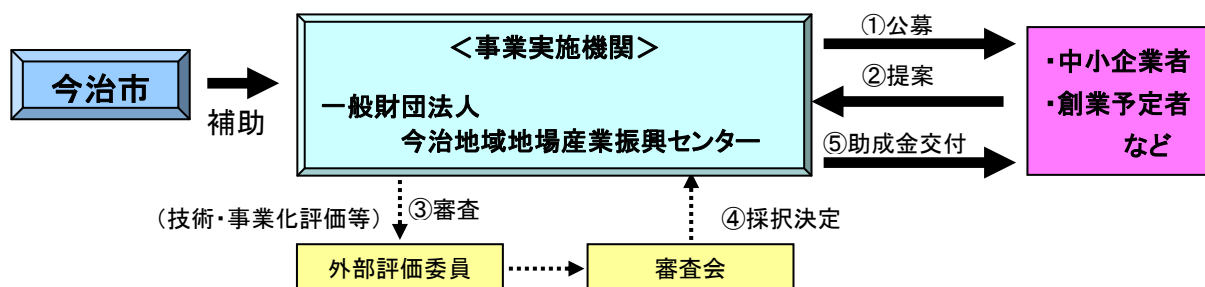 今治市
補助
＜事業実施機関＞
一般財団法人
今治地域地場産業振興センター
①公募
②提案
⑤助成金交付
・中小企業者
・創業予定者
など
（技術・事業化評価等）
③審査
④採択決定
外部評価委員
審査会